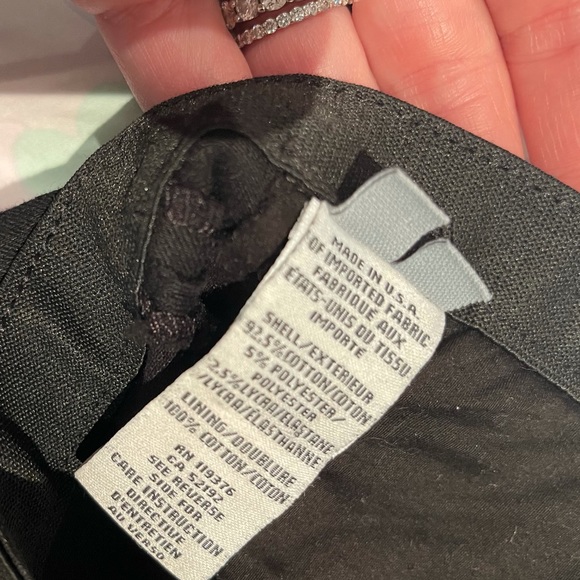 MADE IN U.S.A.
OF IMPORTED FABRIC
FABRIQUE AUX
ETATS-UNIS DU TISSU
IMPORTE
SHELL/EXTERIEUR
92.5%COTTON/COTON
5% POLYESTER/
POLYESTER
2.5%LYCRA/ELASTANE
/LYCRA/ELASTHANNE
LINING/DOUBLURE
100% COTTON/COTON
RN 119376
CA 52192
SEE REVERSE
SIDE FOR
CARE INSTRUCTION
DIRECTION
D'ENTRETIEN
AU VERSO